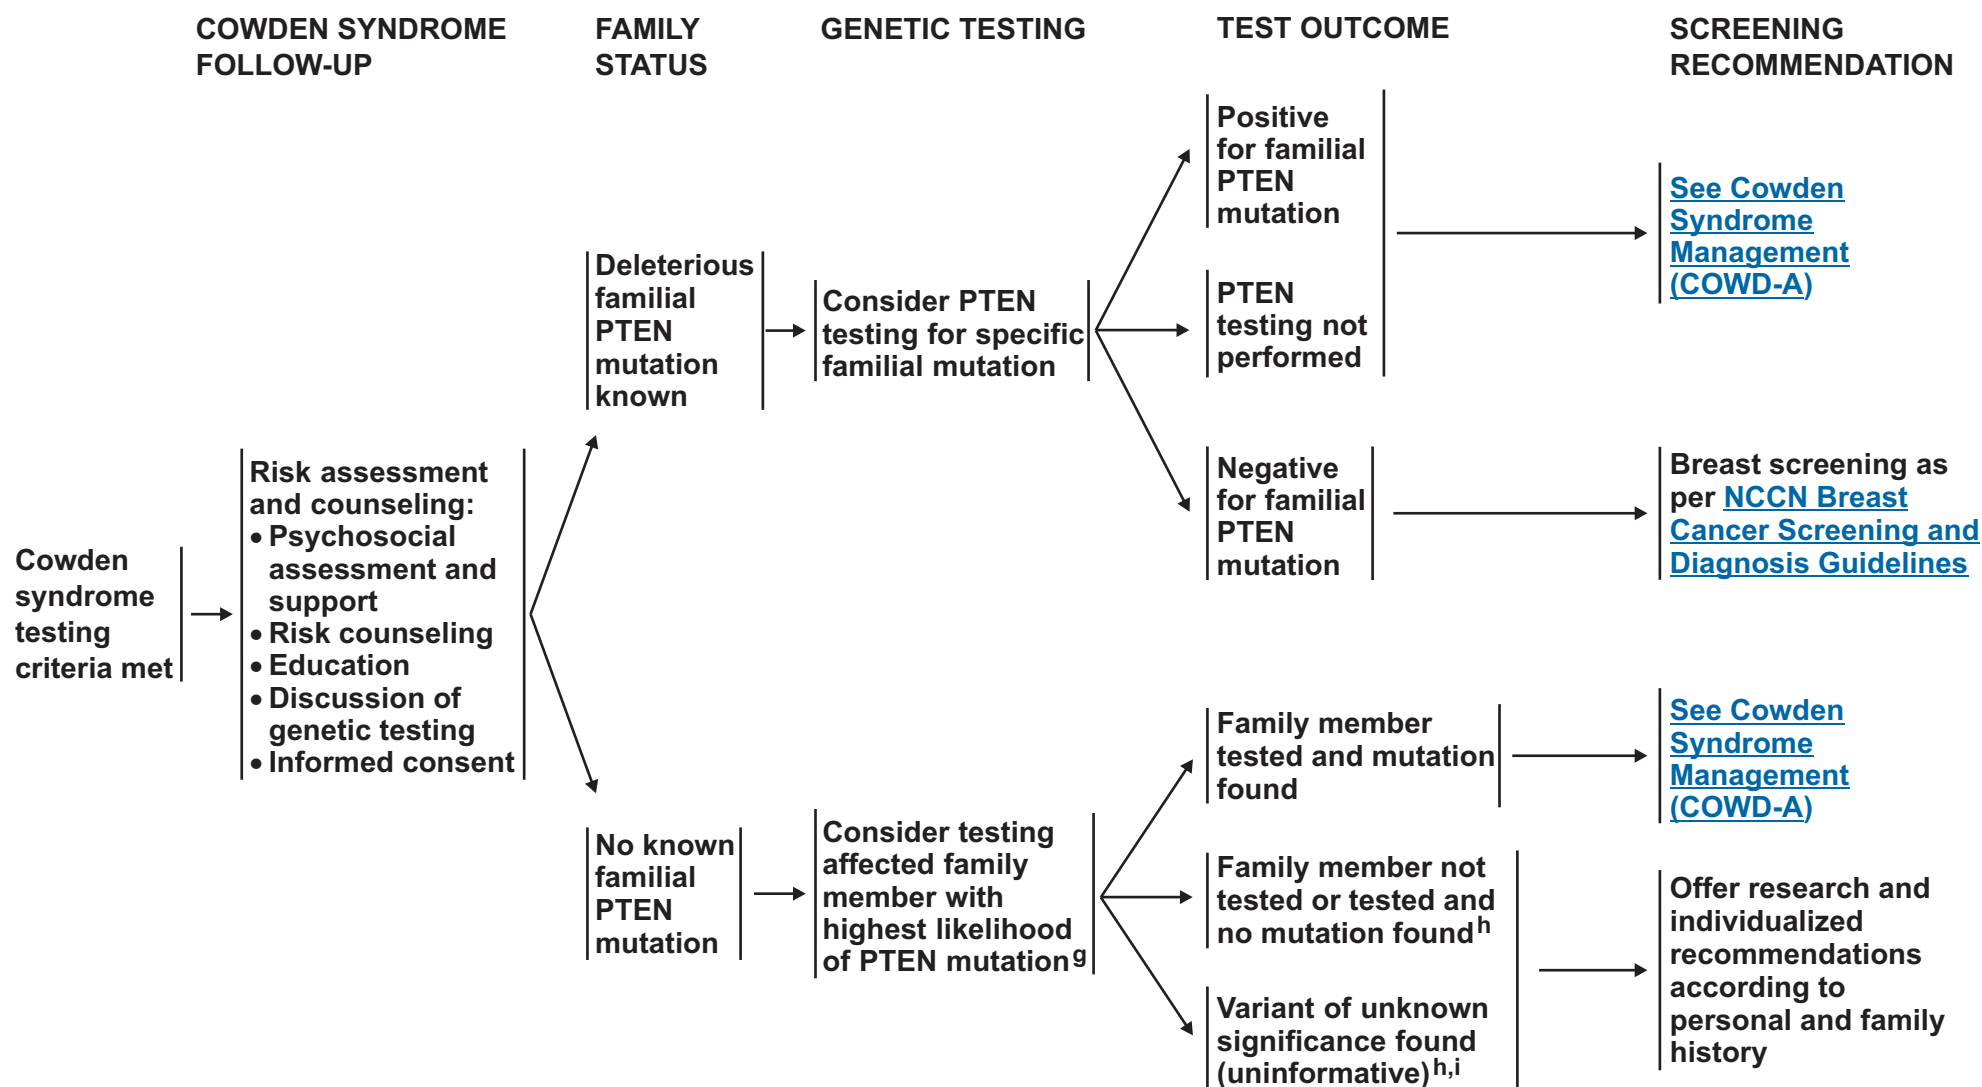 COWDEN SYNDROME
FOLLOW-UP
FAMILY
STATUS
GENETIC TESTING
TEST OUTCOME
SCREENING
RECOMMENDATION
Cowden
syndrome
testing
criteria met
Risk assessment
and counseling:
• Psychosocial
assessment and
support
• Risk counseling
• Education
• Discussion of
genetic testing
• Informed consent
Deleterious
familial
PTEN
mutation
known
Consider PTEN
testing for specific
familial mutation
Positive
for familial
PTEN
mutation
PTEN
testing not
performed
See Cowden
Syndrome
Management
(COWD-A)
Negative
for familial
PTEN
mutation
Breast screening as
per NCCN Breast
Cancer Screening and
Diagnosis Guidelines
No known
familial
PTEN
mutation
Consider testing
affected family
member with
highest likelihood
of PTEN mutation g
Family member
tested and mutation
found
See Cowden
Syndrome
Management
(COWD-A)
Family member not
tested or tested and
no mutation found h
Variant of unknown
significance found
(uninformative) h,i
Offer research and
individualized
recommendations
according to
personal and family
history